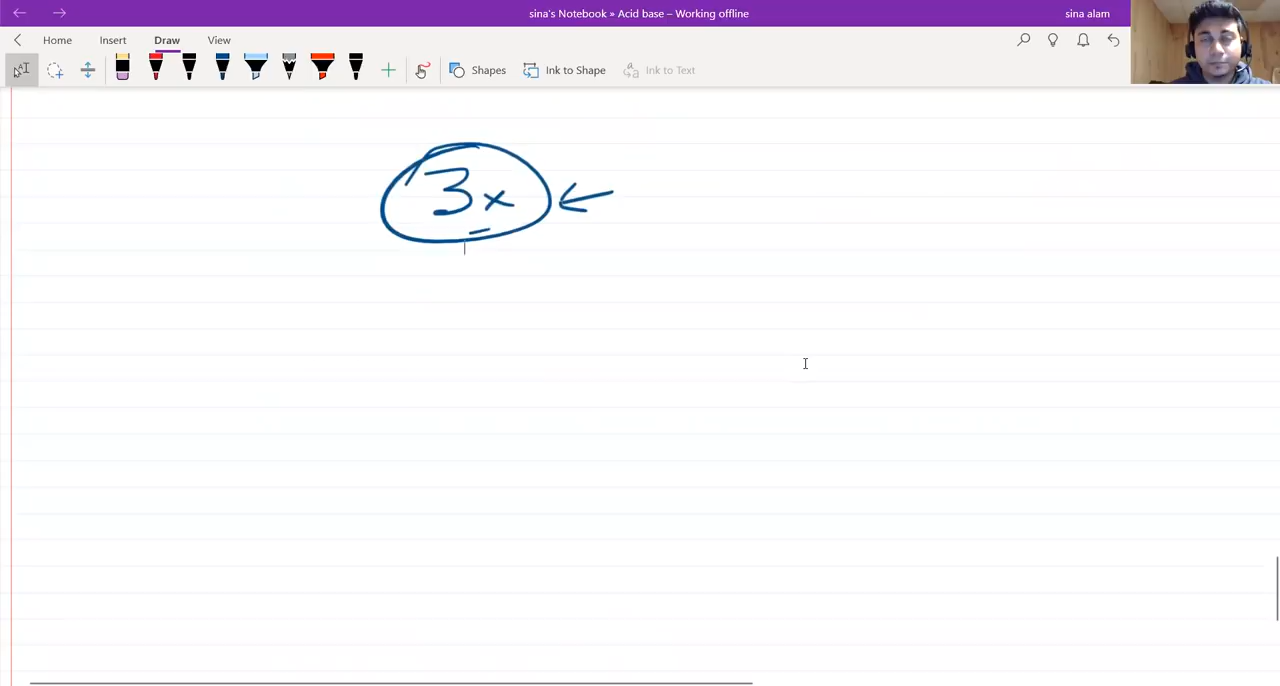 sina's Notebook » Acid base – Working offline
sina alam
Home Insert Draw View
Shapes Ink to Shape Ink to Text
3x